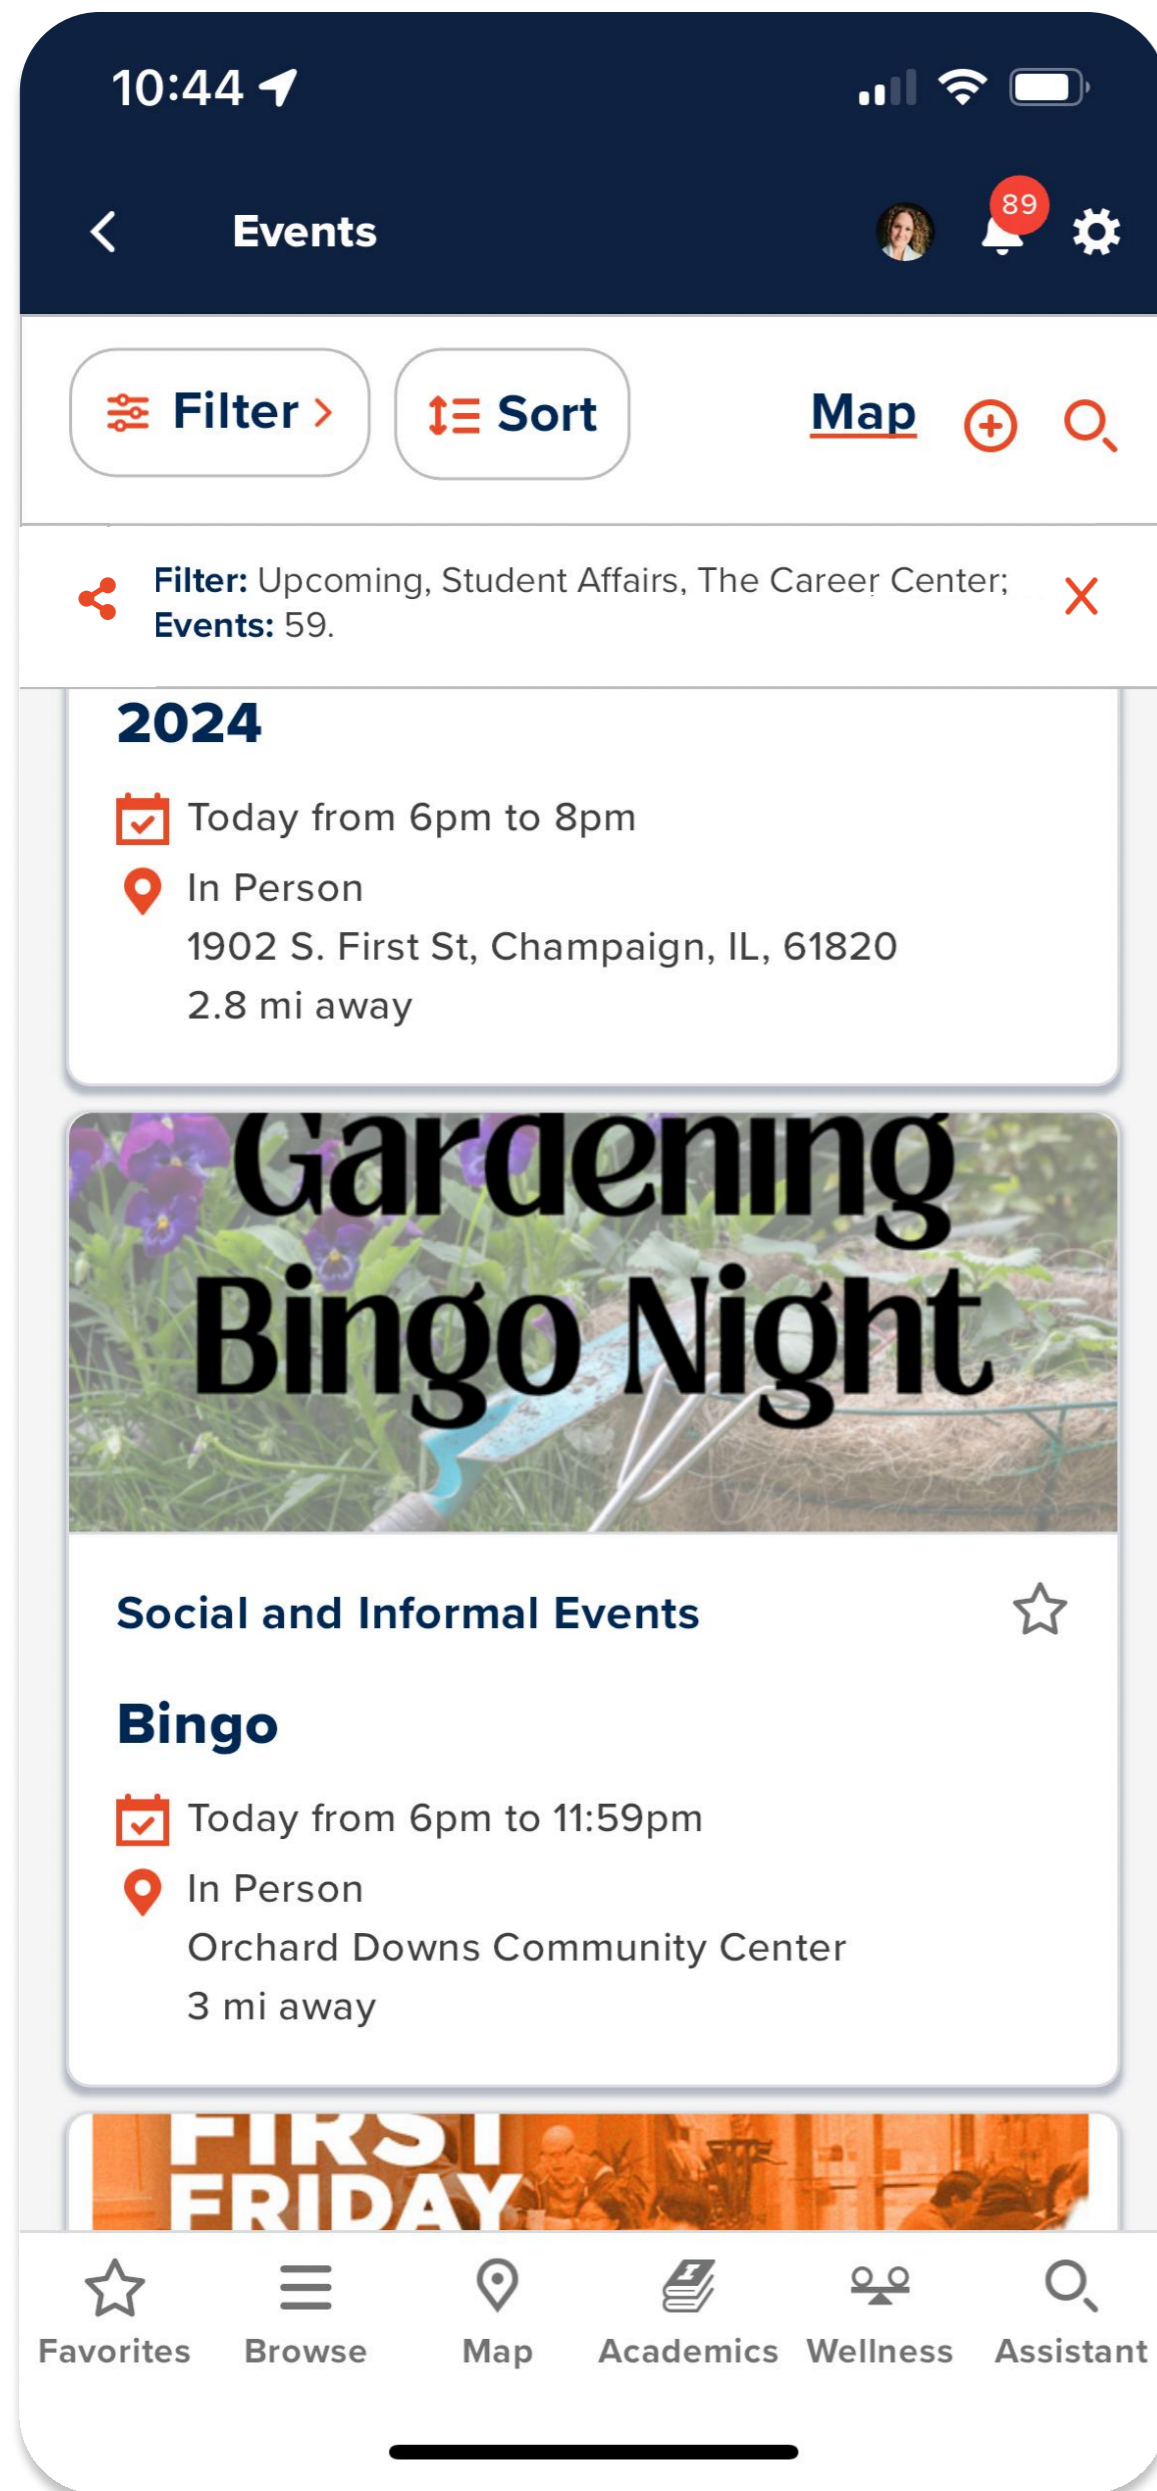 10:44
Events
89
Filter
Sort
Map
Filter: Upcoming, Student Affairs, The Career Center;
Events: 59.
2024
Today from 6pm to 8pm
In Person
1902 S. First St, Champaign, IL, 61820
2.8 mi away
Gardening
Bingo Night
Social and Informal Events
Bingo
Today from 6pm to 11:59pm
In Person
Orchard Downs Community Center
3 mi away
FIRST
FRIDAY
Favorites
Browse
Map
Academics
Wellness
Assistant